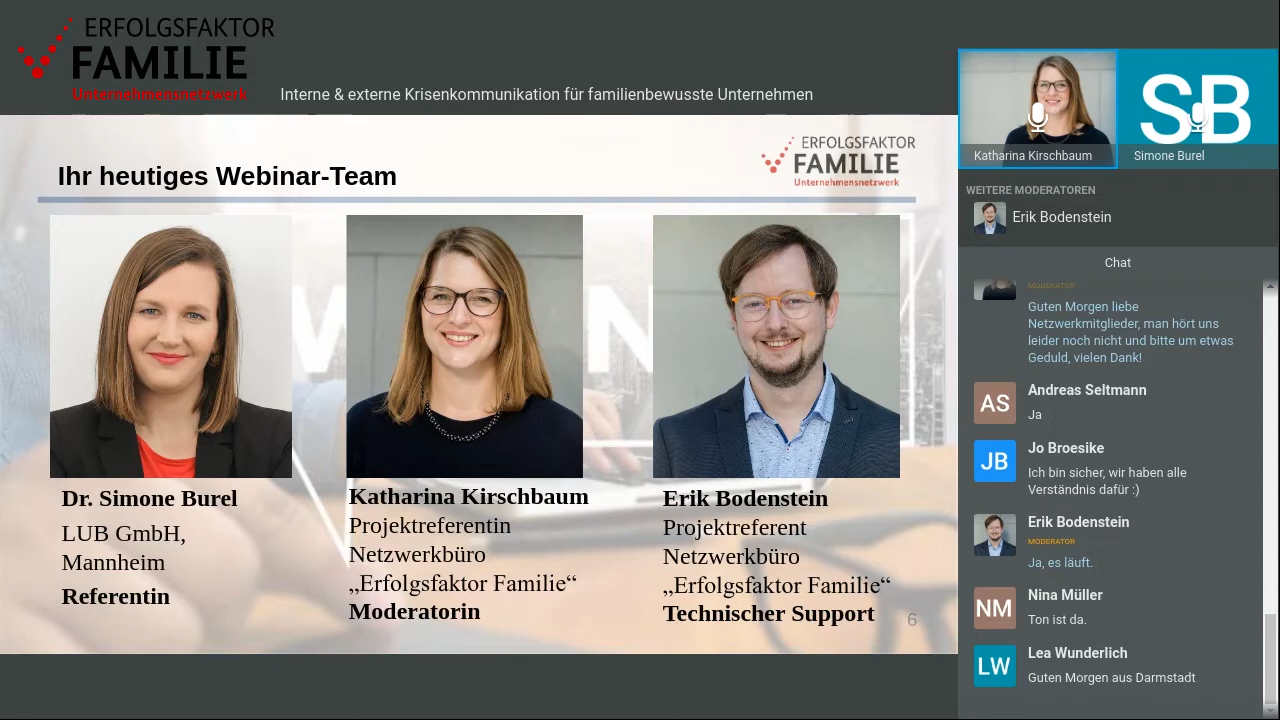 ERFOLGSFAKTOR
FAMILIE
Unternehmensnetzwerk
Interne & externe Krisenkommunikation für familienbewusste Unternehmen
Ihr heutiges Webinar-Team
ERFOLGSFAKTOR
FAMILIE
Unternehmensnetzwerk
Dr. Simone Burel
LUB GmbH,
Mannheim
Referentin
Katharina Kirschbaum
Projektreferentin
Netzwerkbüro
„Erfolgsfaktor Familie“
Moderatorin
Erik Bodenstein
Projektreferent
Netzwerkbüro
„Erfolgsfaktor Familie“
Technischer Support
6
SB
Katharina Kirschbaum
Simone Burel
WEITERE MODERATOREN
Erik Bodenstein
Chat
MODERATOR
Guten Morgen liebe
Netzwerkmitglieder, man hört uns
leider noch nicht und bitte um etwas
Geduld, vielen Dank!
AS
Andreas Seltmann
Ja
JB
Jo Broesike
Ich bin sicher, wir haben alle
Verständnis dafür :)
Erik Bodenstein
MODERATOR
Ja, es läuft.
NM
Nina Müller
Ton ist da.
LW
Lea Wunderlich
Guten Morgen aus Darmstadt